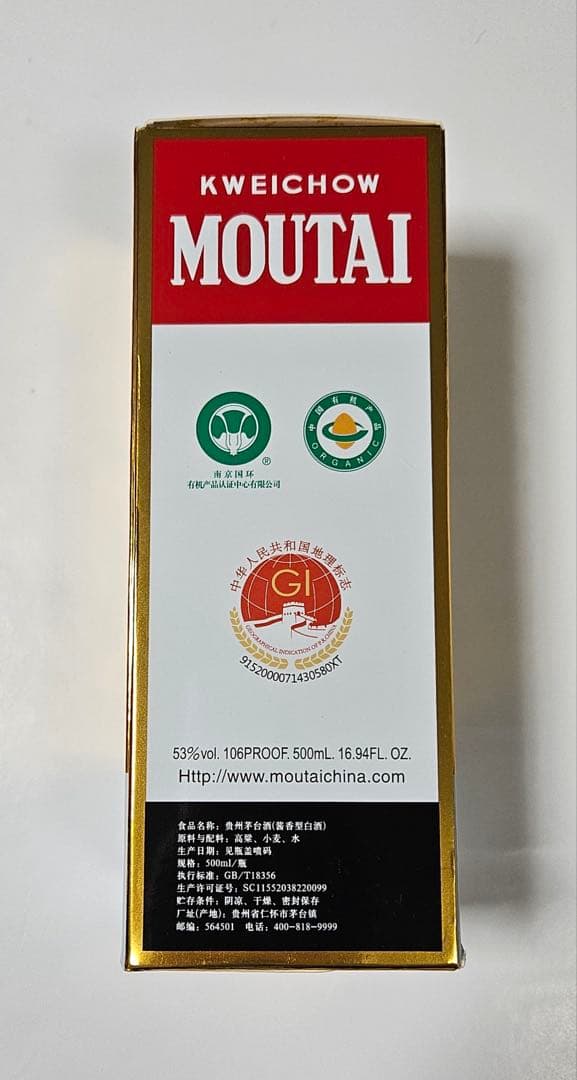 KWEICHOW
MOUTAI
南京国环
有机产品认证中心有限公司
®
中国有机产品
ORGANIC
中华人民共和国地理标志
GI
GEOGRAPHICAL INDICATION OF P.R.CHINA
9152000071430580XT
53%vol. 106PROOF. 500mL. 16.94FL. OZ.
Http://www.moutaichina.com
食品名称：贵州茅台酒(酱香型白酒)
原料与配料：高粱、小麦、水
生产日期：见瓶盖喷码
规格：500ml/瓶
执行标准：GB/T18356
生产许可证号：SC11552038220099
贮存条件：阴凉、干燥、密封保存
厂址(产地)：贵州省仁怀市茅台镇
邮编：564501 电话：400-818-9999